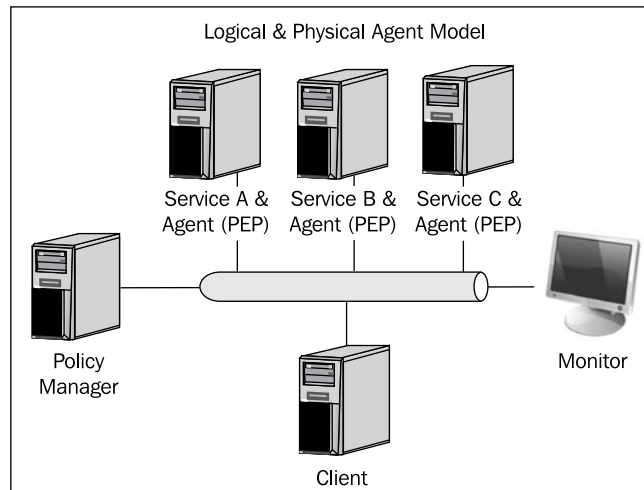 Logical & Physical Agent Model
Service A &
Agent (PEP)
Service B &
Agent (PEP)
Service C &
Agent (PEP)
Policy
Manager
Monitor
Client